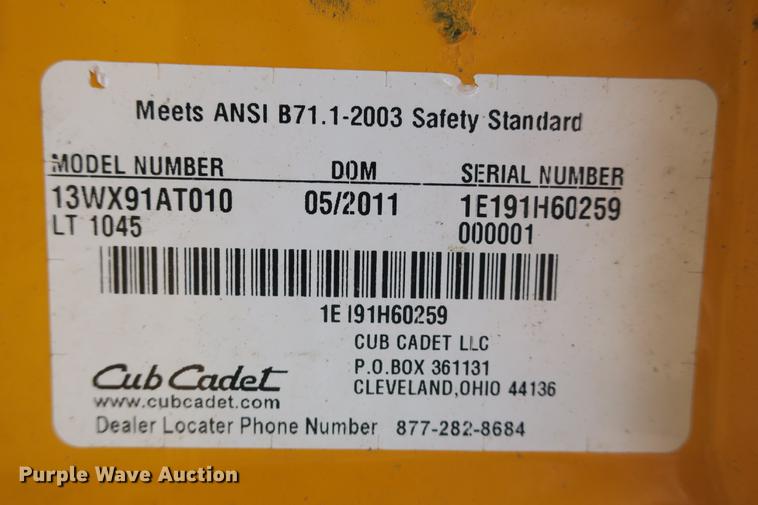 Meets ANSI B71.1-2003 Safety Standard
MODEL NUMBER DOM SERIAL NUMBER
13WX91AT010 05/2011 1E191H60259
LT 1045 000001
1E191H60259
CUB CADET LLC
P.O.BOX 361131
CLEVELAND,OHIO 44136
Cub Cadet
www.cubcadet.com
Dealer Locater Phone Number 877-282-8684
Purple Wave Auction